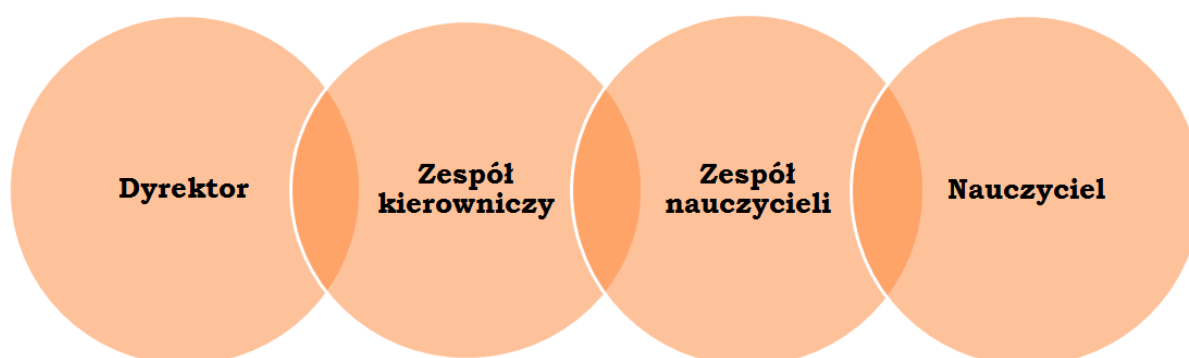 Dyrektor
Zespół
kierowniczy
Zespół
nauczycieli
Nauczyciel